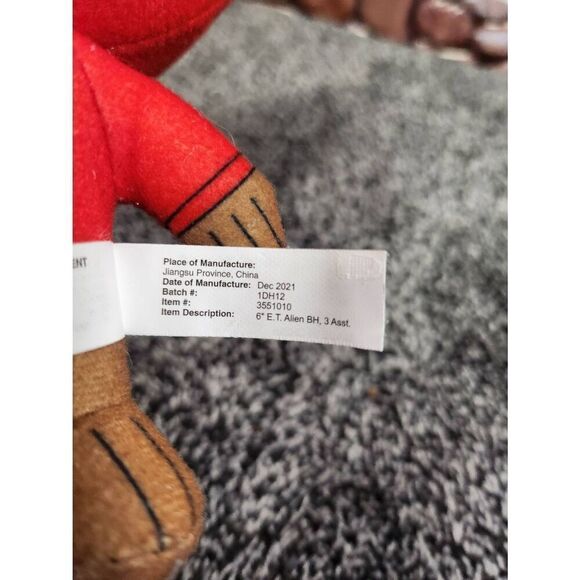 ENT
Place of Manufacture:
Jiangsu Province, China
Date of Manufacture: Dec 2021
Batch #: 1DH12
Item #: 3551010
Item Description: 6" E.T. Alien BH, 3 Asst.